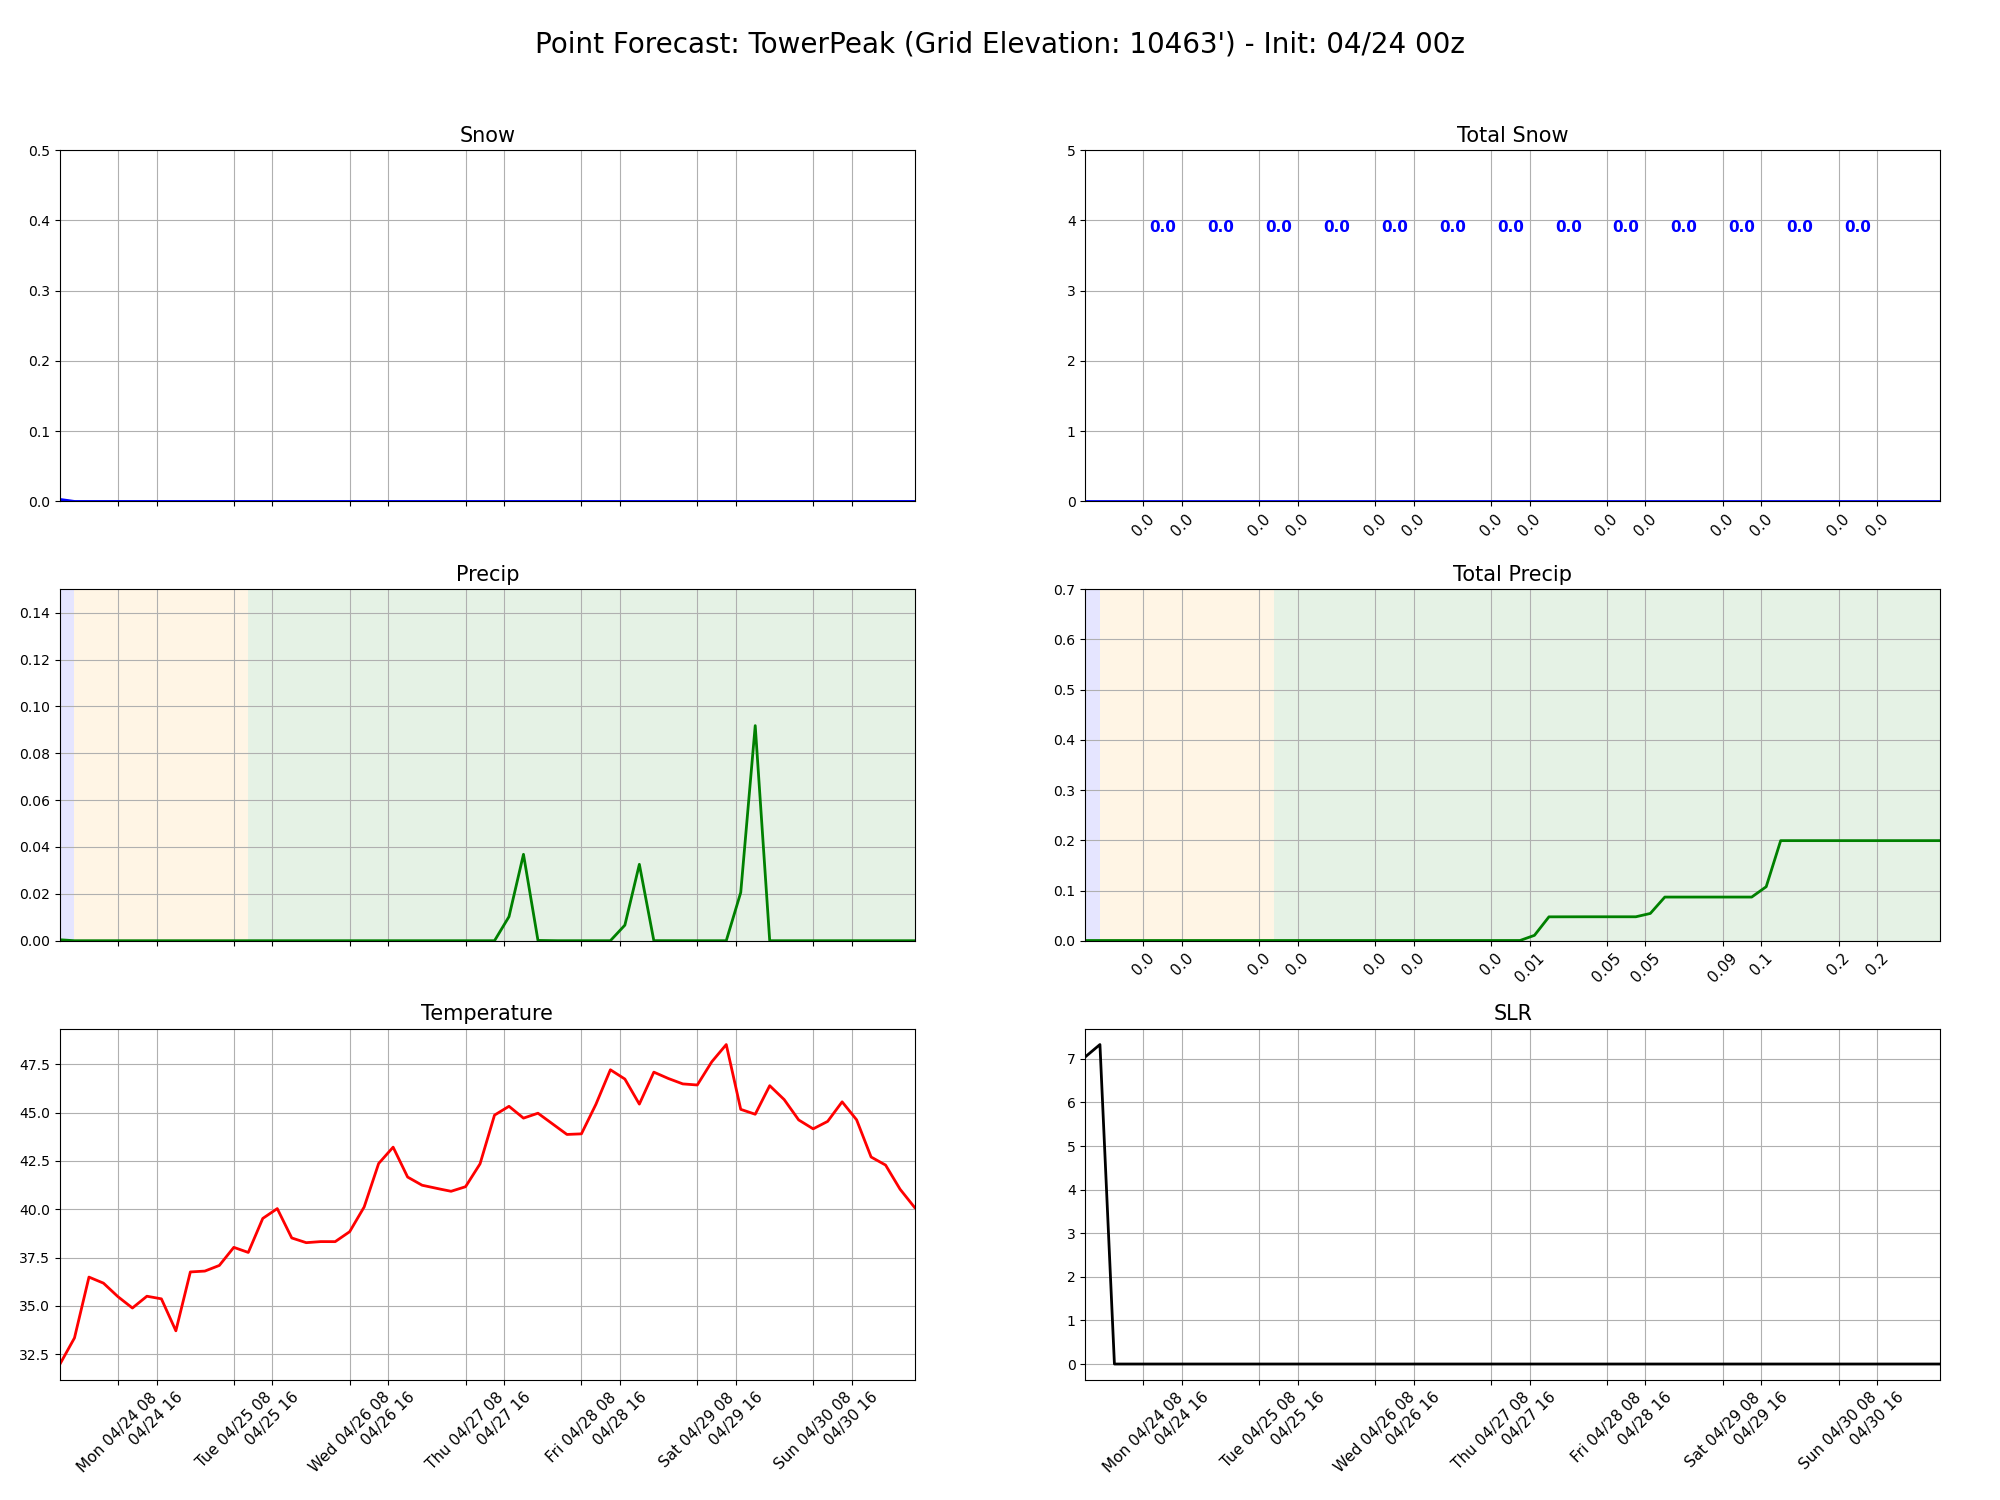 Point Forecast: TowerPeak (Grid Elevation: 10463') - Init: 04/24 00z
Snow
0.5
0.4
0.3
0.2
0.1
0.0
Total Snow
5
4
3
2
1
0
0.0 0.0 0.0 0.0 0.0 0.0 0.0 0.0 0.0 0.0 0.0 0.0 0.0
0.0 0.0 0.0 0.0 0.0 0.0 0.0 0.0 0.0 0.0 0.0 0.0 0.0 0.0
Precip
0.14
0.12
0.10
0.08
0.06
0.04
0.02
0.00
Total Precip
0.7
0.6
0.5
0.4
0.3
0.2
0.1
0.0
0.0 0.0 0.0 0.0 0.0 0.0 0.0 0.01 0.05 0.05 0.09 0.1 0.2 0.2
Temperature
47.5
45.0
42.5
40.0
37.5
35.0
32.5
Mon 04/24 08
04/24 16
Tue 04/25 08
04/25 16
Wed 04/26 08
04/26 16
Thu 04/27 08
04/27 16
Fri 04/28 08
04/28 16
Sat 04/29 08
04/29 16
Sun 04/30 08
04/30 16
SLR
7
6
5
4
3
2
1
0
Mon 04/24 08
04/24 16
Tue 04/25 08
04/25 16
Wed 04/26 08
04/26 16
Thu 04/27 08
04/27 16
Fri 04/28 08
04/28 16
Sat 04/29 08
04/29 16
Sun 04/30 08
04/30 16